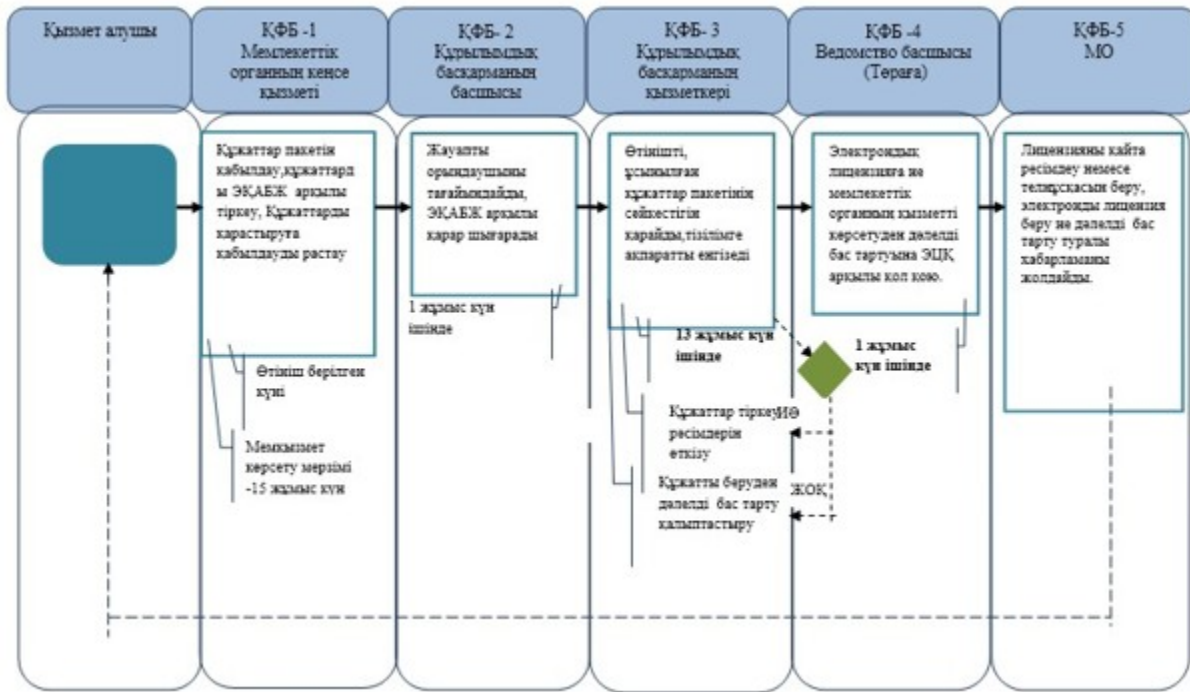 Қызмет алушы
ҚФБ -1
Мемлекеттік
органның кеңсе
қызметі
ҚФБ- 2
Құрылымдық
басқарманың
басшысы
ҚФБ- 3
Құрылымдық
басқарманың
қызметкері
ҚФБ -4
Ведомство басшысы
(Төраға)
ҚФБ-5
МО
Құжаттар пакетін
қабылдау,құжаттард
ы ЭҚАБЖ арқылы
тіркеу, Құжаттарды
қарастыруға
қабылдауды растау
Жауапты
орындаушыны
тағайындайды,
ЭҚАБЖ арқылы
қарар шығарады
Өтінішті,
ұсынылған
құжаттар пакетінің
сәйкестігін
қарайды,тізілімге
ақпаратты енгізеді
Электрондық
лицензияға не
мемлекеттік
органның қызметті
көрсетуден дәлелді
бас тартуына ЭЦҚ
арқылы қол қою.
Лицензияны қайта
ресімдеу немесе
телнұсқасын беру,
электронды лицензия
беру не дәлелді бас
тарту туралы
хабарламаны
жолдайды.
Өтініш берілген
күні
Мемқызмет
көрсету мерзімі
-15 жұмыс күн
1 жұмыс күн
ішінде
13 жұмыс күн
ішінде
1 жұмыс
күн ішінде
Құжаттар тіркеу
рәсімдерін
өткізу
ИӘ
Құжатты беруден
дәлелді бас тарту
қалыптастыру
ЖОҚ